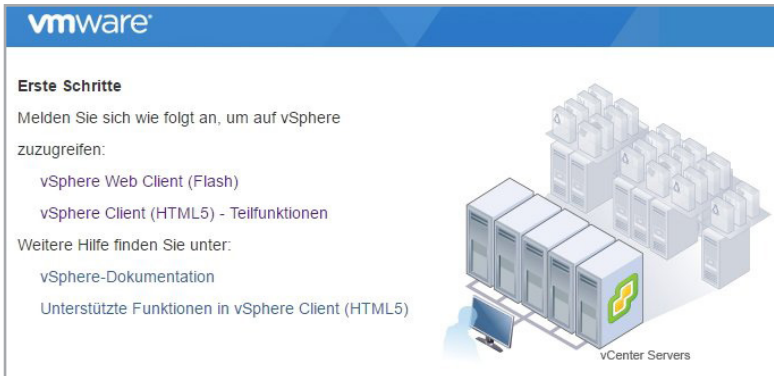 vmware®
Erste Schritte
Melden Sie sich wie folgt an, um auf vSphere
zuzugreifen:
vSphere Web Client (Flash)
vSphere Client (HTML5) - Teilfunktionen
Weitere Hilfe finden Sie unter:
vSphere-Dokumentation
Unterstützte Funktionen in vSphere Client (HTML5)
vCenter Servers